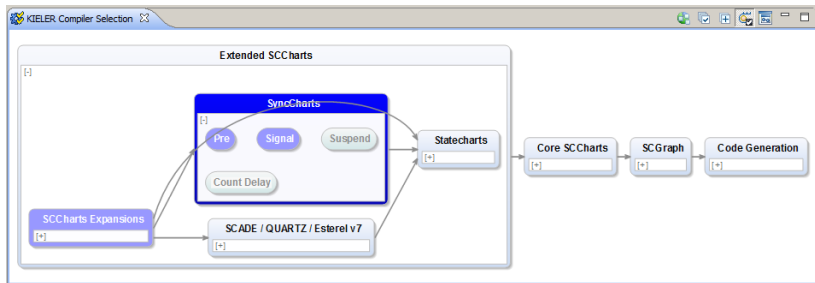 KIELER Compiler Selection
Extended SCCharts
[-]
SyncCharts
[-]
Pre Signal Suspend
Count Delay
Statecharts
[+]
Core SCCharts
[+]
SCGraph
[+]
Code Generation
[+]
SCCharts Expansions
[+]
SCADE / QUARTZ / Esterel v7
[+]